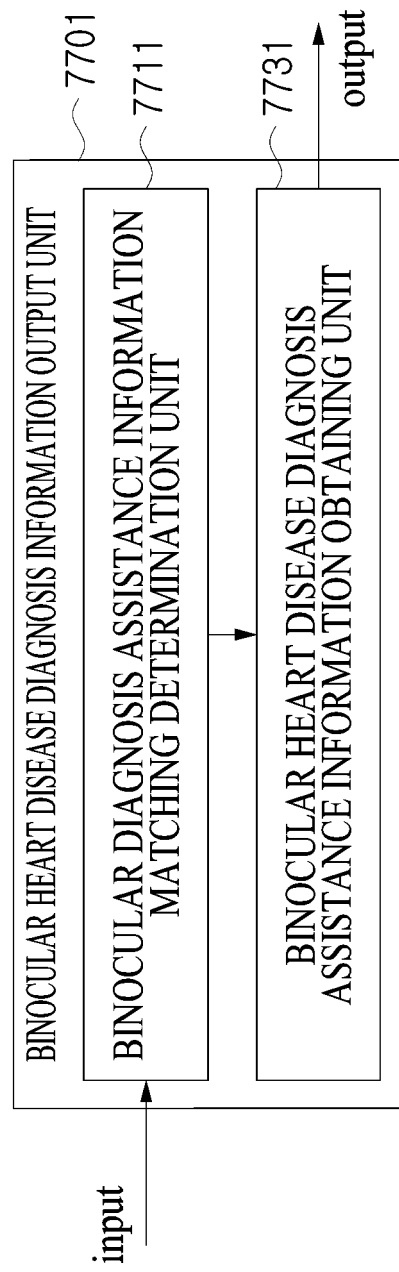 BINOCULAR HEART DISEASE DIAGNOSIS INFORMATION OUTPUT UNIT
7701
input
BINOCULAR DIAGNOSIS ASSISTANCE INFORMATION
MATCHING DETERMINATION UNIT
7711
BINOCULAR HEART DISEASE DIAGNOSIS
ASSISTANCE INFORMATION OBTAINING UNIT
7731
output